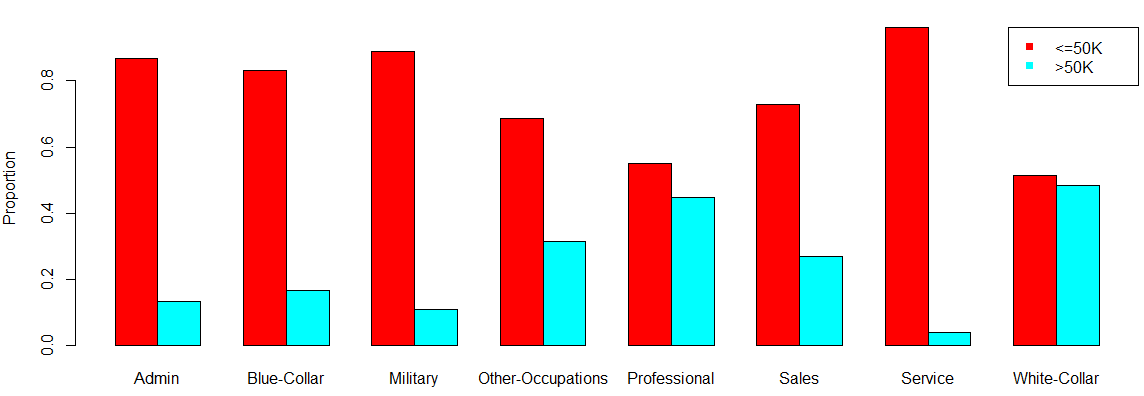 <=50K
>50K
Proportion
0.8
0.6
0.4
0.2
0.0
Admin
Blue-Collar
Military
Other-Occupations
Professional
Sales
Service
White-Collar